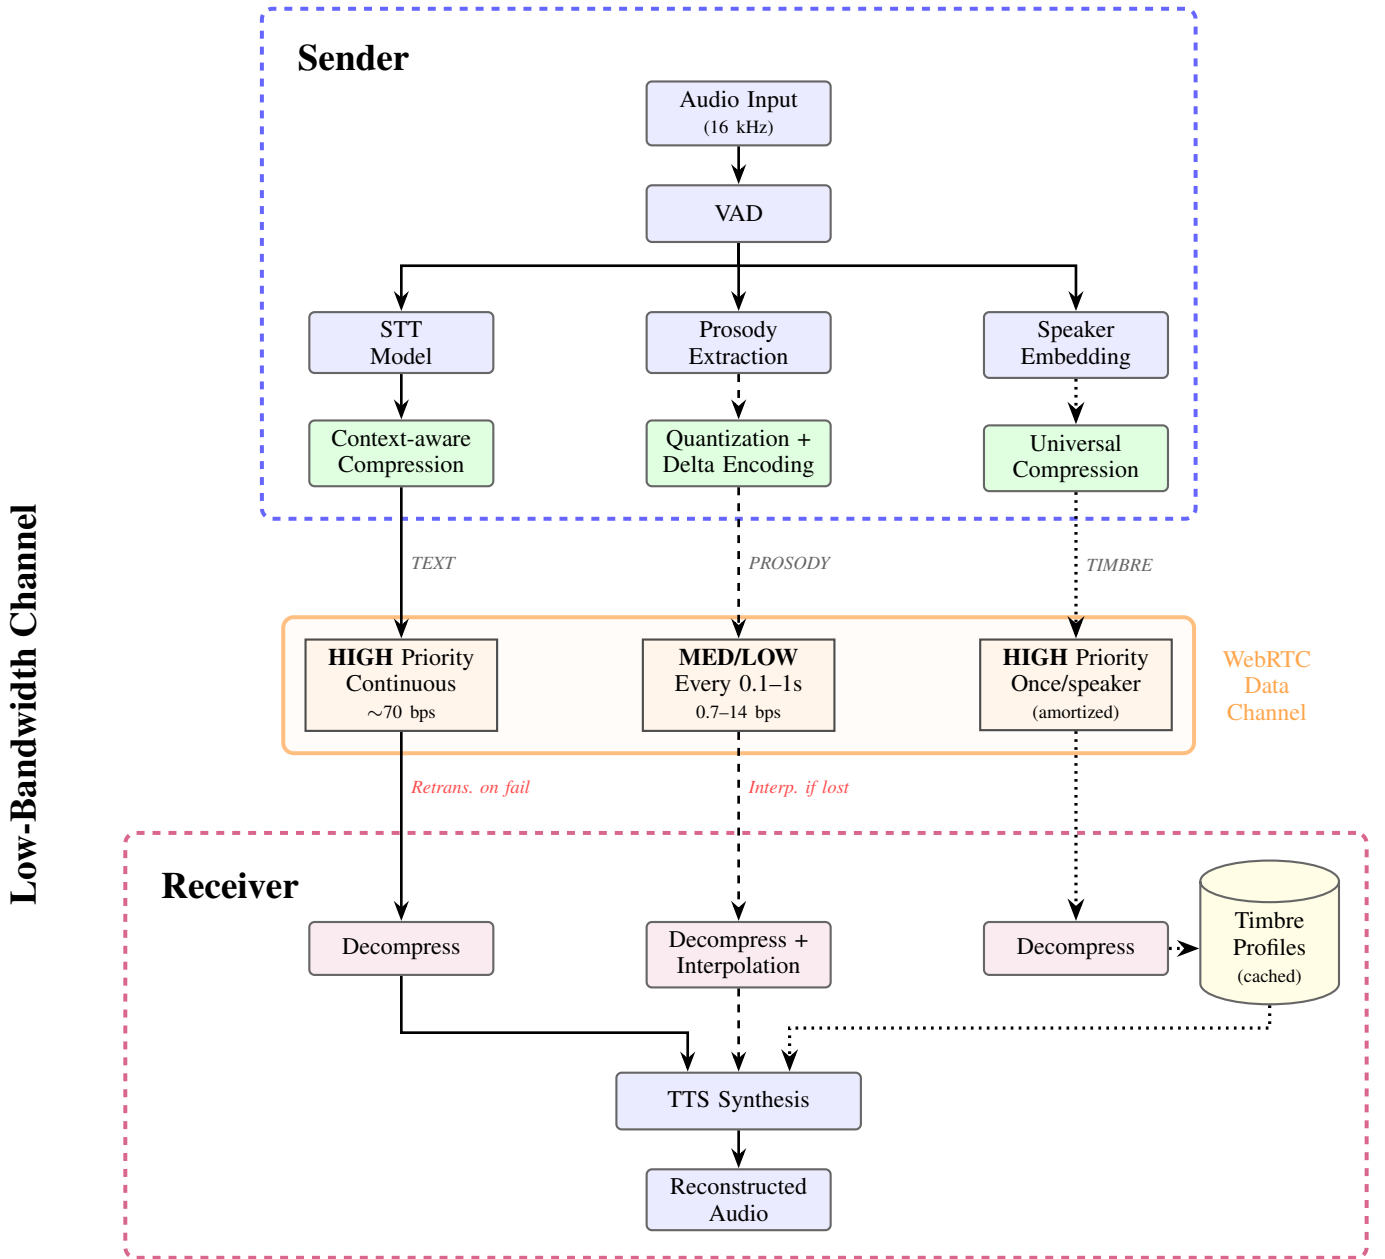 Sender
Audio Input
(16 kHz)
VAD
STT
Model
Prosody
Extraction
Speaker
Embedding
Context-aware
Compression
Quantization +
Delta Encoding
Universal
Compression
TEXT
PROSODY
TIMBRE
Low-Bandwidth Channel
HIGH Priority
Continuous
∼70 bps
MED/LOW
Every 0.1–1s
0.7–14 bps
HIGH Priority
Once/speaker
(amortized)
WebRTC
Data
Channel
Retrans. on fail
Interp. if lost
Receiver
Decompress
Decompress +
Interpolation
Decompress
Timbre
Profiles
(cached)
TTS Synthesis
Reconstructed
Audio